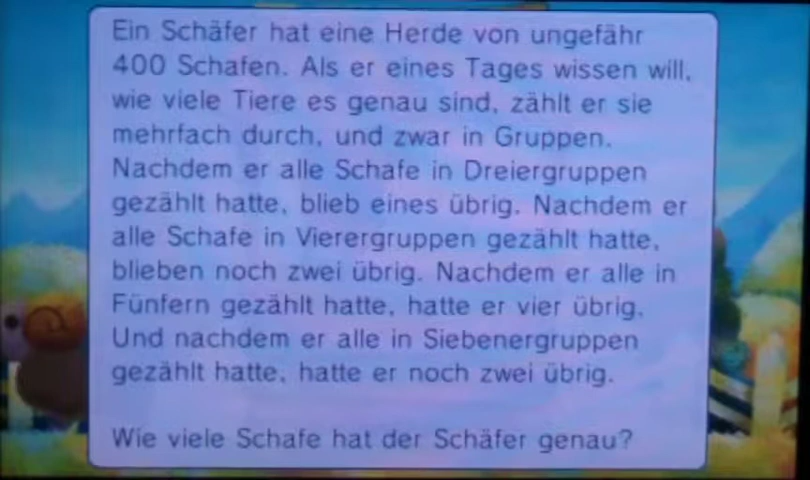 Ein Schäfer hat eine Herde von ungefähr
400 Schafen. Als er eines Tages wissen will,
wie viele Tiere es genau sind, zählt er sie
mehrfach durch, und zwar in Gruppen.
Nachdem er alle Schafe in Dreiergruppen
gezählt hatte, blieb eines übrig. Nachdem er
alle Schafe in Vierergruppen gezählt hatte,
blieben noch zwei übrig. Nachdem er alle in
Fünfern gezählt hatte, hatte er vier übrig.
Und nachdem er alle in Siebenergruppen
gezählt hatte, hatte er noch zwei übrig.
Wie viele Schafe hat der Schäfer genau?